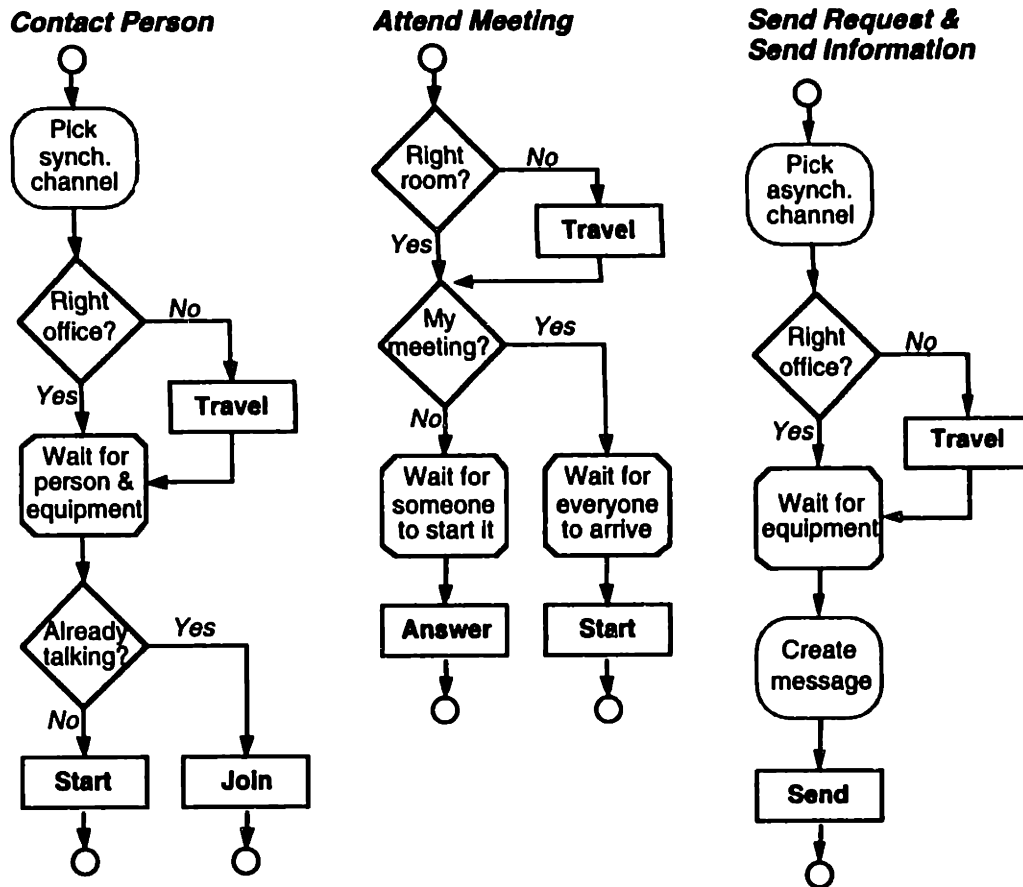 Contact Person
Pick
synch.
channel
Right
office?
No
Yes
Travel
Wait for
person &
equipment
Already
talking?
Yes
No
Start
Join
Attend Meeting
Right
room?
No
Yes
Travel
My
meeting?
Yes
No
Wait for
someone
to start it
Wait for
everyone
to arrive
Answer
Start
Send Request &
Send Information
Pick
asynch.
channel
Right
office?
No
Yes
Travel
Wait for
equipment
Create
message
Send